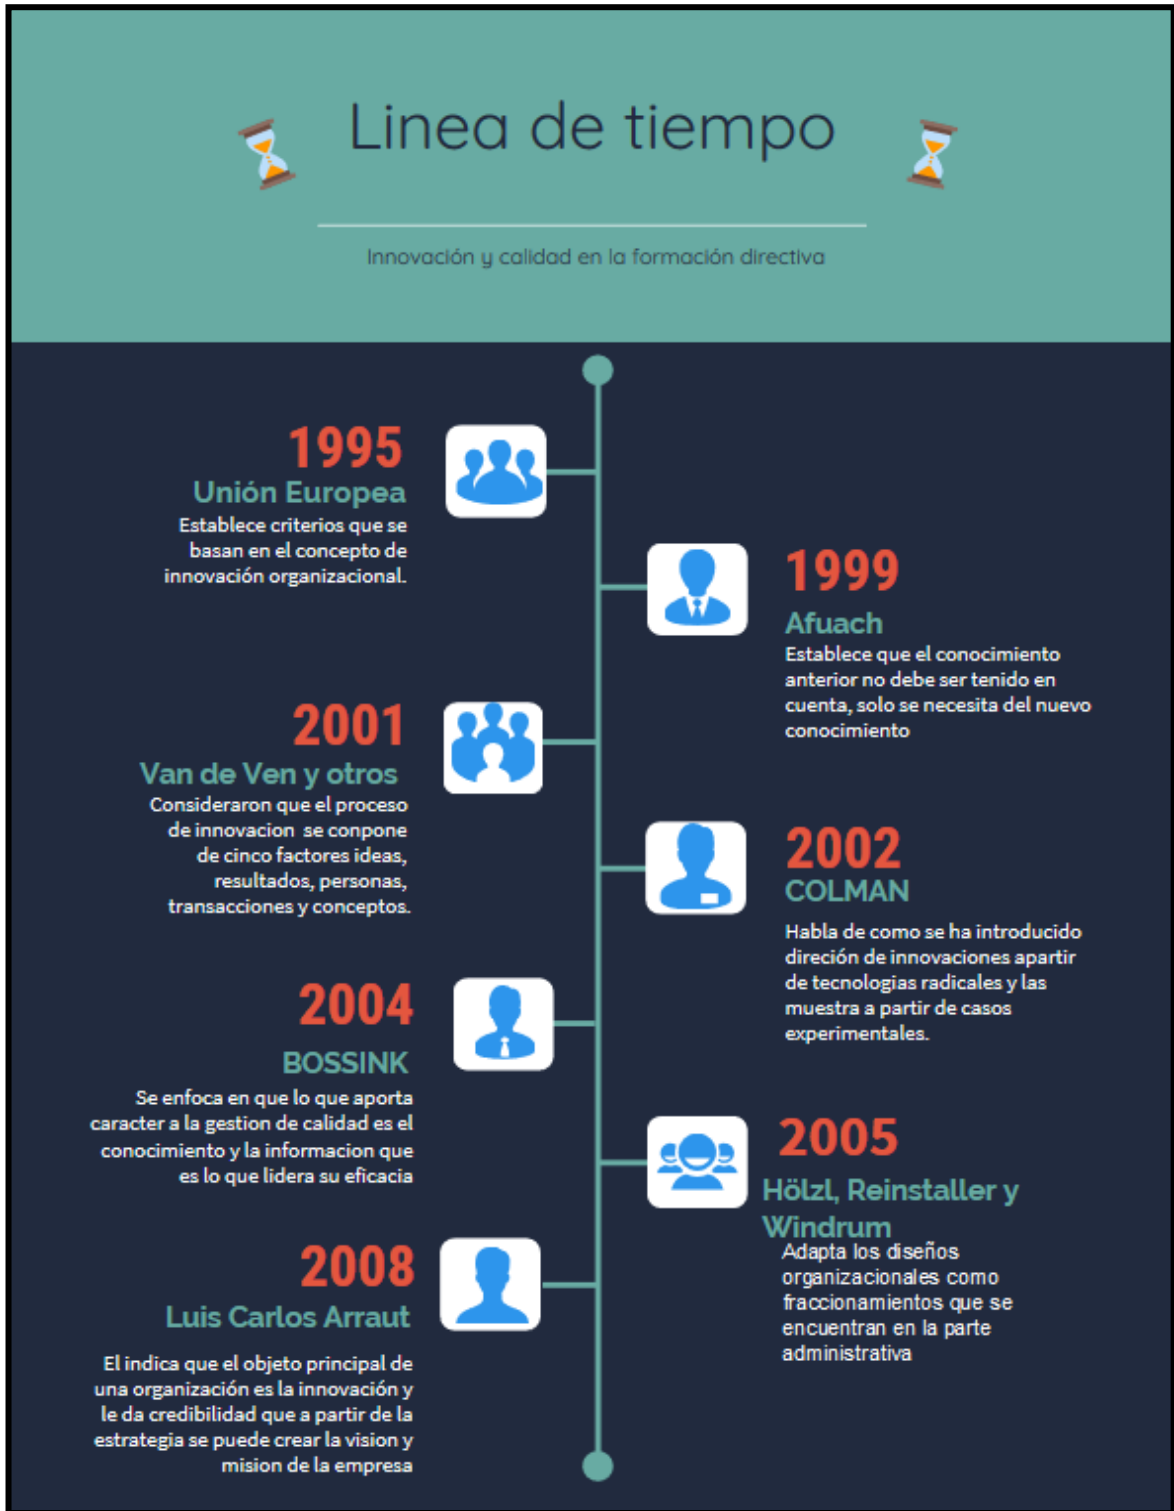 Linea de tiempo
Innovación y calidad en la formación directiva
1995
Unión Europea
Establece criterios que se
basan en el concepto de
innovación organizacional.
1999
Afuach
Establece que el conocimiento
anterior no debe ser tenido en
cuenta, solo se necesita del nuevo
conocimiento
2001
Van de Ven y otros
Consideraron que el proceso
de innovacion se conpone
de cinco factores ideas,
resultados, personas,
transacciones y conceptos.
2002
COLMAN
Habla de como se ha introducido
direción de innovaciones apartir
de tecnologias radicales y las
muestra a partir de casos
experimentales.
2004
BOSSINK
Se enfoca en que lo que aporta
caracter a la gestion de calidad es el
conocimiento y la informacion que
es lo que lidera su eficacia
2005
Hölzl, Reinstaller y
Windrum
Adapta los diseños
organizacionales como
fraccionamientos que se
encuentran en la parte
administrativa
2008
Luis Carlos Arraut
El indica que el objeto principal de
una organización es la innovación y
le da credibilidad que a partir de la
estrategia se puede crear la vision y
mision de la empresa